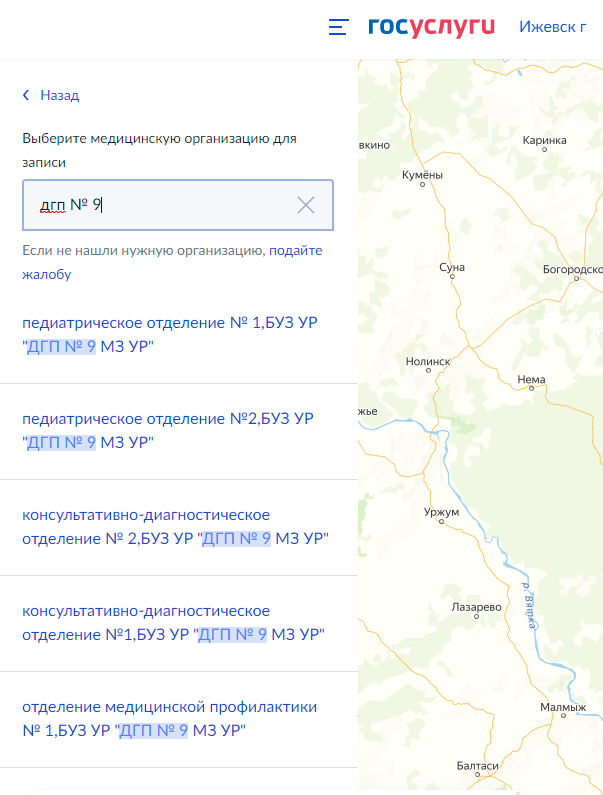 госуслуги
Ижевск г
Назад
Выберите медицинскую организацию для
записи
дгп № 9
Если не нашли нужную организацию, подайте
жалобу
педиатрическое отделение № 1,БУЗ УР
"ДГП № 9 МЗ УР"
педиатрическое отделение №2,БУЗ УР
"ДГП № 9 МЗ УР"
консультативно-диагностическое
отделение № 2,БУЗ УР "ДГП № 9 МЗ УР"
консультативно-диагностическое
отделение №1,БУЗ УР "ДГП № 9 МЗ УР"
отделение медицинской профилактики
№ 1,БУЗ УР "ДГП № 9 МЗ УР"
вкино
Каринка
Кумёны
Суна
Богородско
Нолинск
Нема
жье
Уржум
р. Вятка
Лазарево
Малмыж
Балтаси